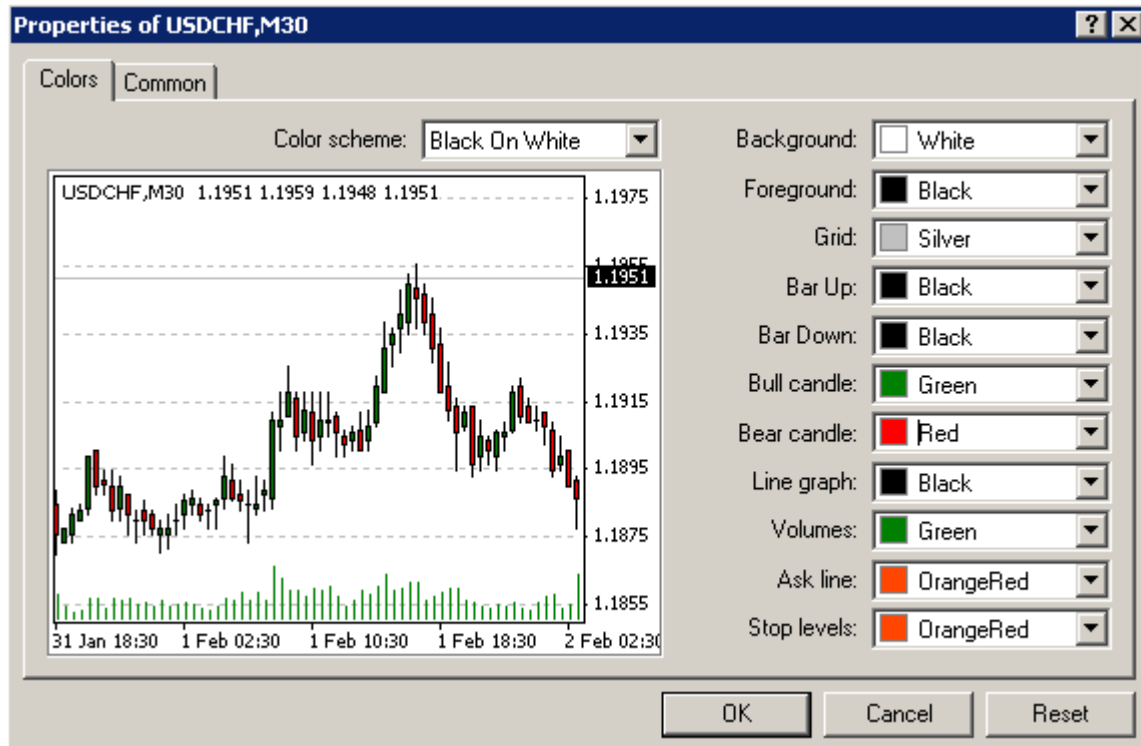 Properties of USDCHF,M30
Colors Common
Color scheme: Black On White
USDCHF,M30 1.1951 1.1959 1.1948 1.1951
1.1975
1.1955
1.1951
1.1935
1.1915
1.1895
1.1875
1.1855
31 Jan 18:30 1 Feb 02:30 1 Feb 10:30 1 Feb 18:30 2 Feb 02:30
Background: White
Foreground: Black
Grid: Silver
Bar Up: Black
Bar Down: Black
Bull candle: Green
Bear candle: Red
Line graph: Black
Volumes: Green
Ask line: OrangeRed
Stop levels: OrangeRed
OK Cancel Reset